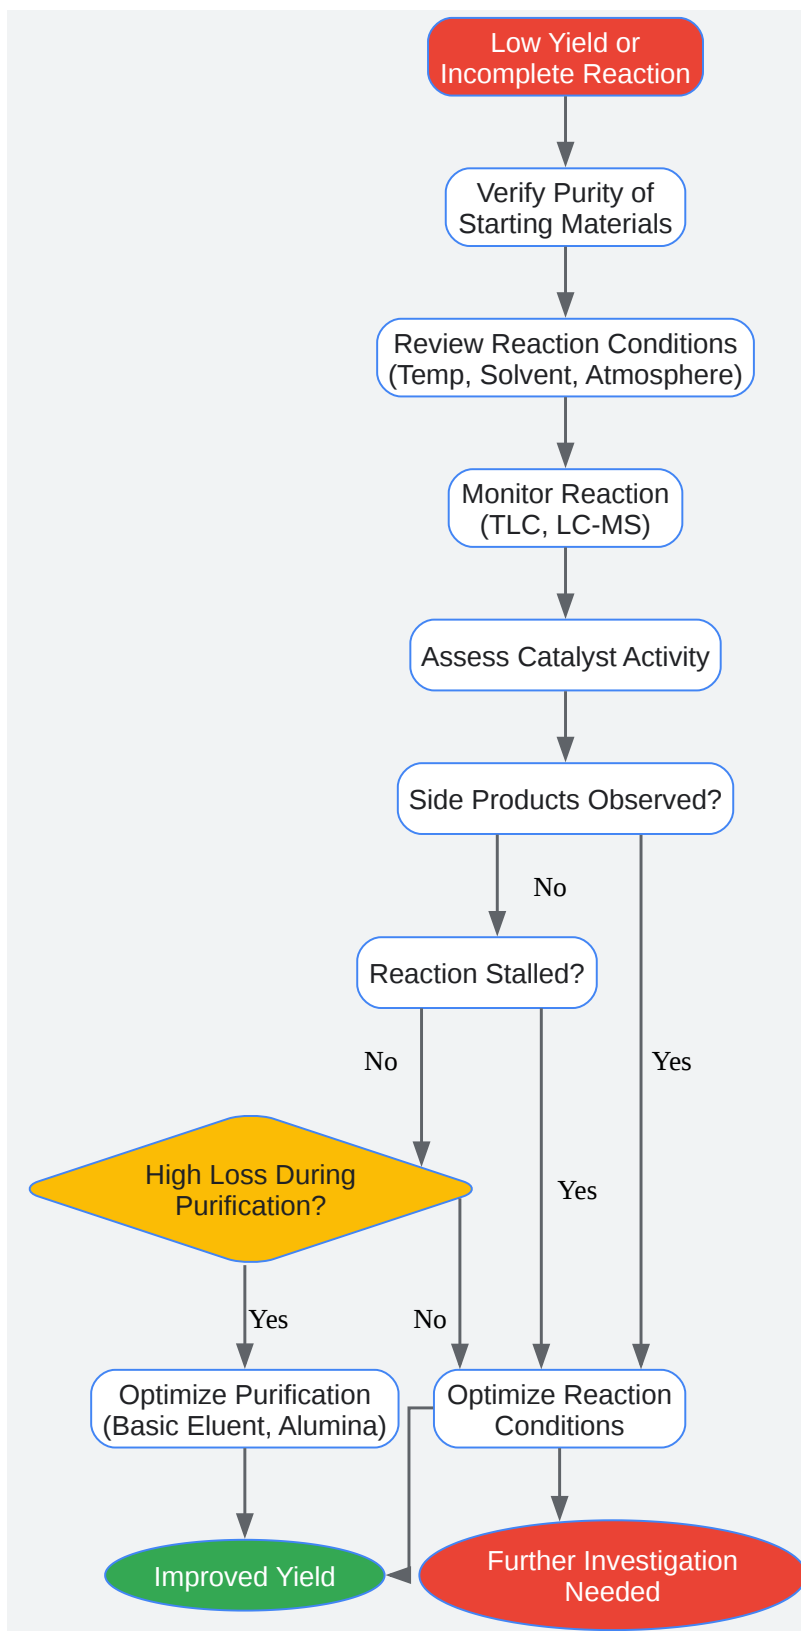 Low Yield or
Incomplete Reaction
Verify Purity of
Starting Materials
Review Reaction Conditions
(Temp, Solvent, Atmosphere)
Monitor Reaction
(TLC, LC-MS)
Assess Catalyst Activity
Side Products Observed?
No
Reaction Stalled?
No
Yes
High Loss During
Purification?
Yes
Yes
No
Optimize Purification
(Basic Eluent, Alumina)
Optimize Reaction
Conditions
Improved Yield
Further Investigation
Needed